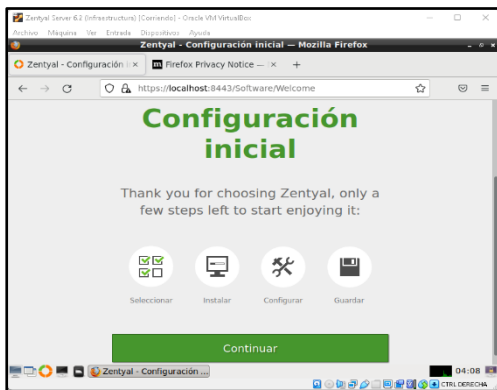 Zentyal Server 6.2 (Infraestructura) [Corriendo] - Oracle VM VirtualBox
Archivo Máquina Ver Entrada Dispositivos Ayuda
Zentyal - Configuración inicial — Mozilla Firefox
Zentyal - Configuración i
Firefox Privacy Notice —
https://localhost:8443/Software/Welcome
Configuración
inicial
Thank you for choosing Zentyal, only a
few steps left to start enjoying it:
Seleccionar Instalar Configurar Guardar
Continuar
Zentyal - Configuración ... 04:08
CTRL DERECHA